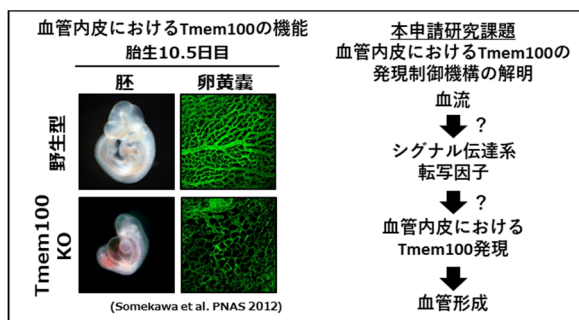 血管内皮におけるTmem100の機能
胎生10.5日目
胚
卵黄嚢
野生型
Tmem100
KO
(Somekawa et al. PNAS 2012)
本申請研究課題
血管内皮におけるTmem100の
発現制御機構の解明
血流
?
シグナル伝達系
転写因子
?
血管内皮における
Tmem100発現
血管形成